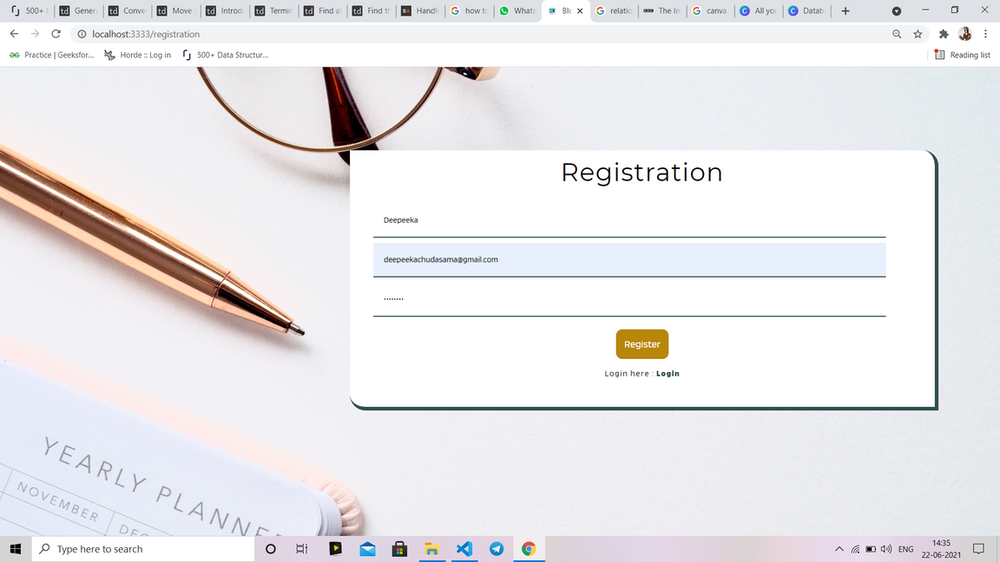 500+
Gener
Conve
Move
Introd
Termin
Find al
Find th
SA
Handli
how to
Whats
Blo
relatio
The In
canva
All you
Datab
localhost:3333/registration
Practice | Geeksfor...
Horde :: Log in
500+ Data Structur...
Reading list
Registration
Deepeeka
deepeekachudasama@gmail.com
........
Register
Login here : Login
YEARLY PLANNE
NOVEMBER
DEC
Type here to search
ENG
14:35
22-06-2021